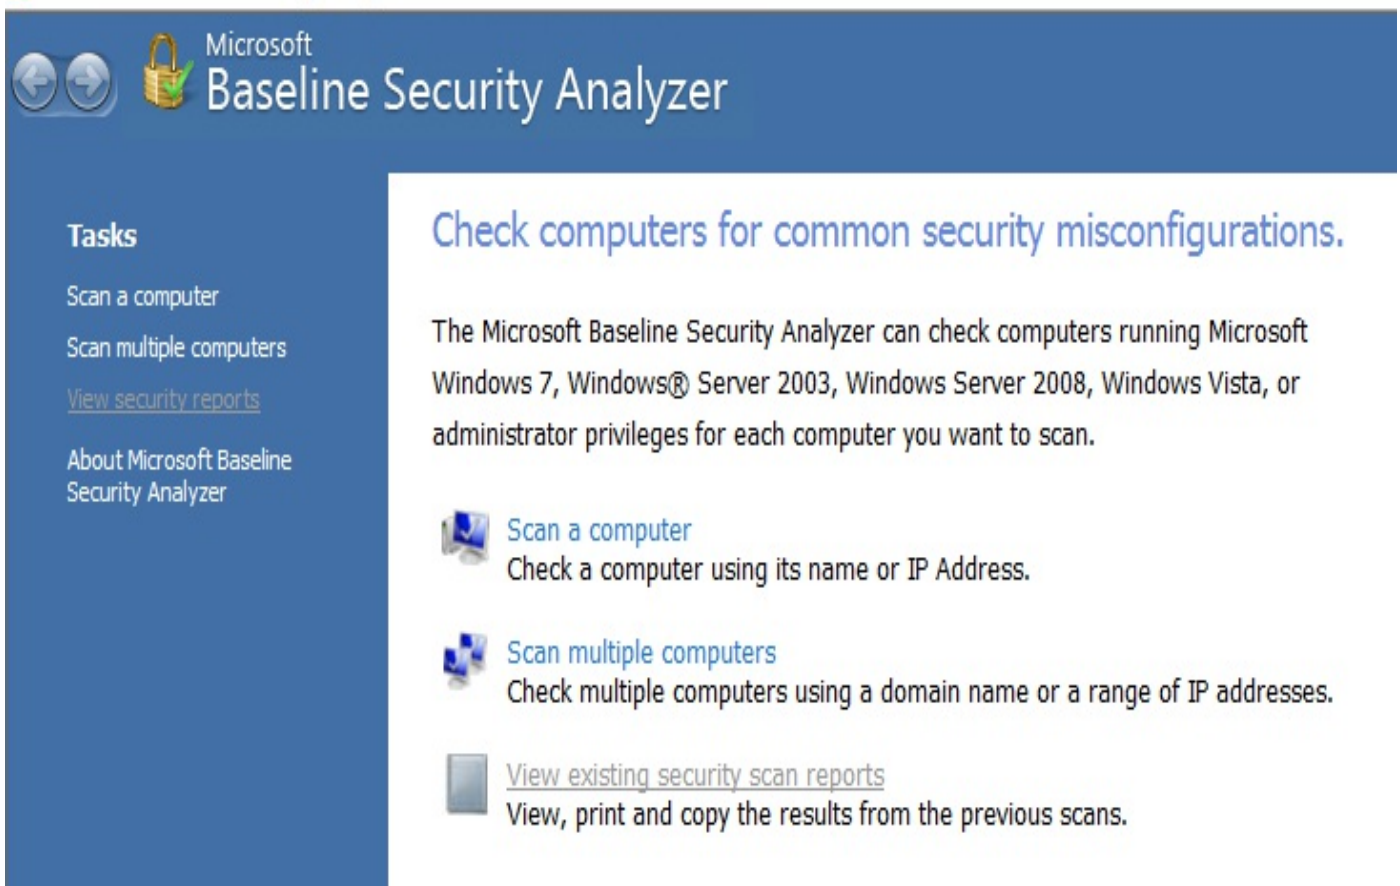 Microsoft
Baseline Security Analyzer
Tasks
Scan a computer
Scan multiple computers
View security reports
About Microsoft Baseline
Security Analyzer
Check computers for common security misconfigurations.
The Microsoft Baseline Security Analyzer can check computers running Microsoft
Windows 7, Windows® Server 2003, Windows Server 2008, Windows Vista, or
administrator privileges for each computer you want to scan.
Scan a computer
Check a computer using its name or IP Address.
Scan multiple computers
Check multiple computers using a domain name or a range of IP addresses.
View existing security scan reports
View, print and copy the results from the previous scans.